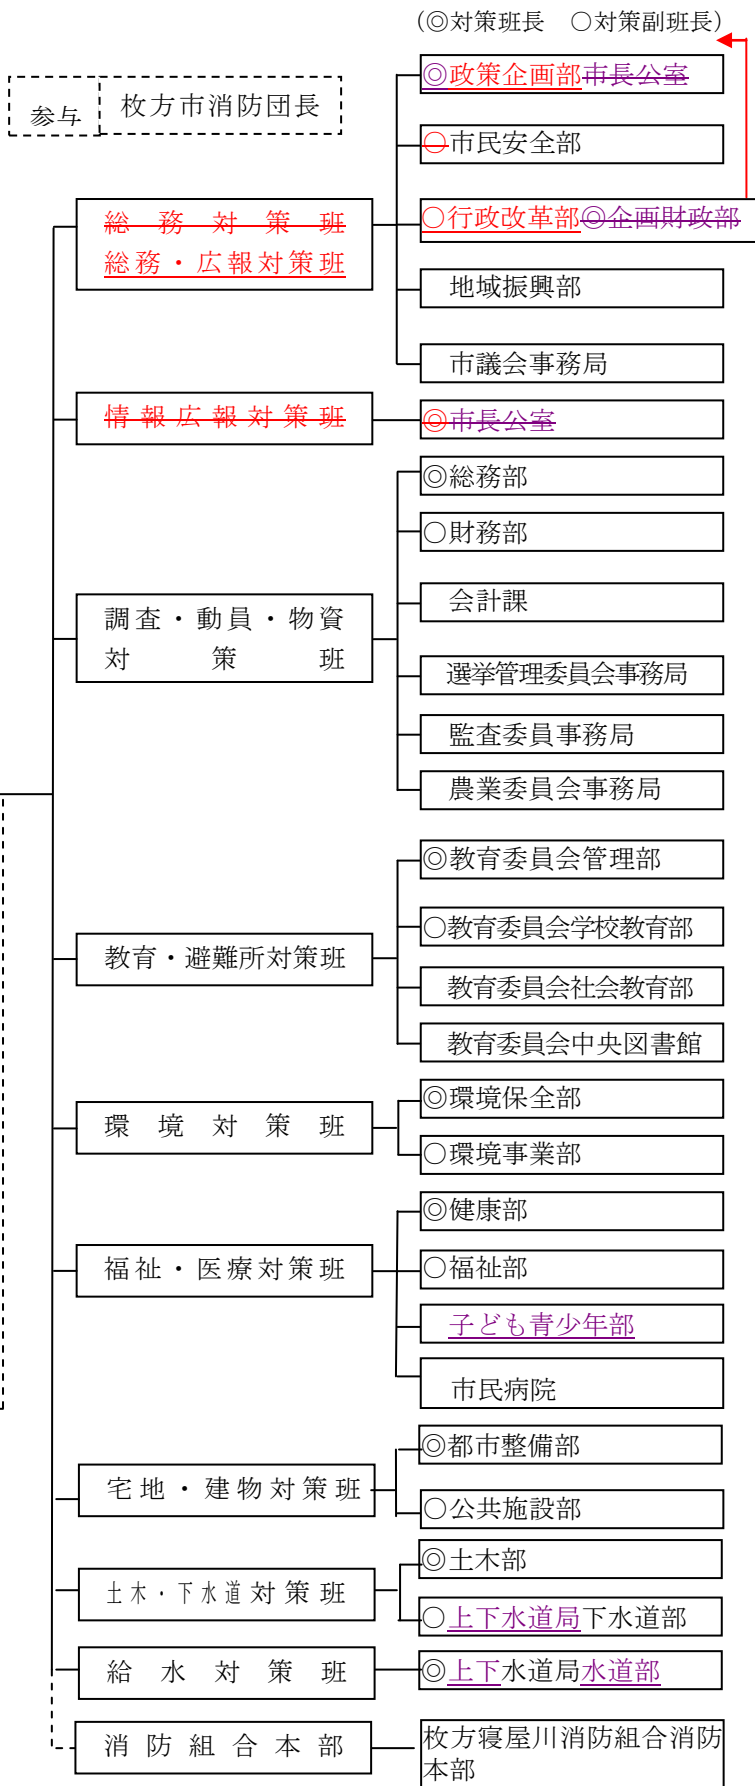 (◎対策班長　○対策副班長)
◎政策企画部市長公室
参与
枚方市消防団長
○市民安全部
総務対策班
総務・広報対策班
○行政改革部◎企画財政部
地域振興部
市議会事務局
情報広報対策班
◎市長公室
◎総務部
○財務部
調査・動員・物資
対策班
会計課
選挙管理委員会事務局
監査委員事務局
農業委員会事務局
◎教育委員会管理部
教育・避難所対策班
○教育委員会学校教育部
教育委員会社会教育部
教育委員会中央図書館
環境対策班
◎環境保全部
○環境事業部
福祉・医療対策班
◎健康部
○福祉部
子ども青少年部
市民病院
宅地・建物対策班
◎都市整備部
○公共施設部
土木・下水道対策班
◎土木部
○上下水道局下水道部
給水対策班
◎上下水道局水道部
消防組合本部
枚方寝屋川消防組合消防
本部